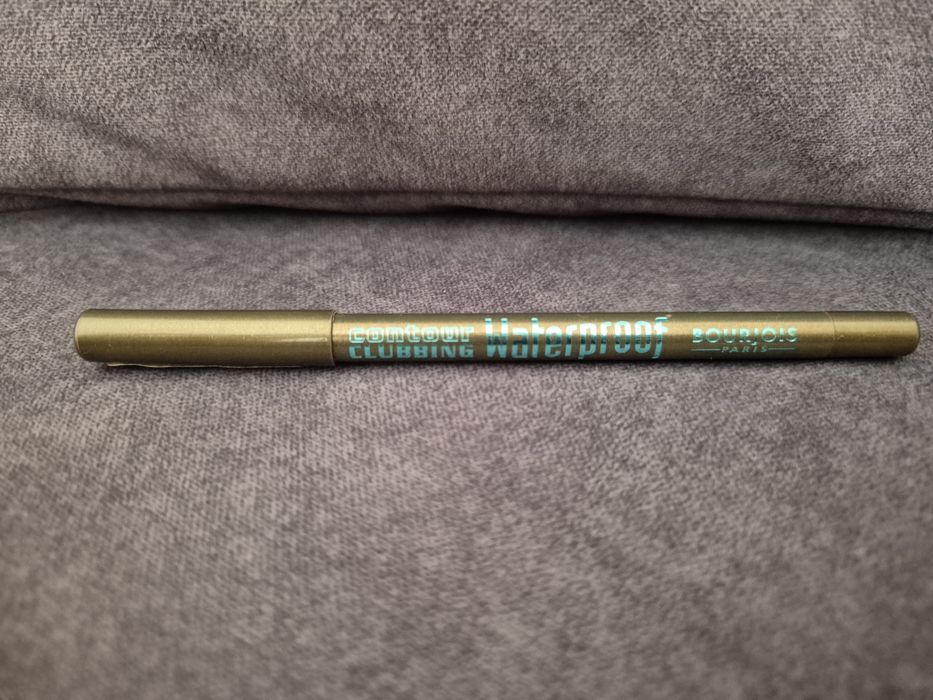 contour
CLUBBING
Waterproof
BOURJOIS
PARIS